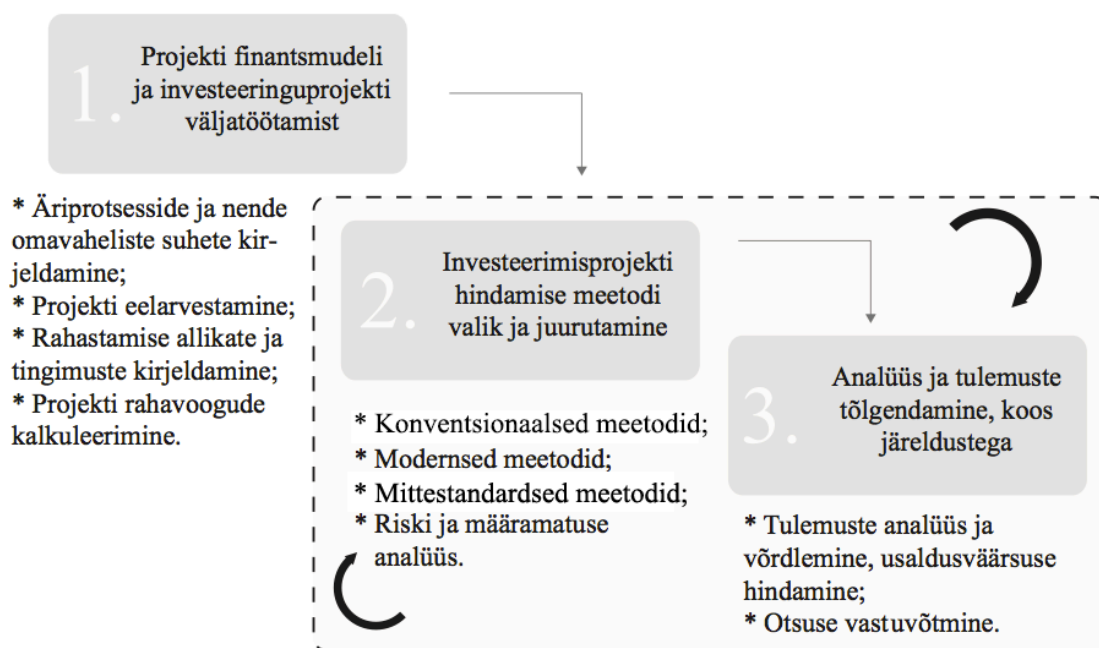 1.
Projekti finantsmudeli
ja investeeringuprojekti
väljatöötamist
* Äriprotsesside ja nende
omavaheliste suhete kir-
jeldamine;
* Projekti eelarvestamine;
* Rahastamise allikate ja
tingimuste kirjeldamine;
* Projekti rahavoogude
kalkuleerimine.
2.
Investeerimisprojekti
hindamise meetodi
valik ja juurutamine
* Konventsionaalsed meetodid;
* Modernsed meetodid;
* Mittestandardsed meetodid;
* Riski ja määramatuse
analüüs.
3.
Analüüs ja tulemuste
tõlgendamine, koos
järeldustega
* Tulemuste analüüs ja
võrdlemine, usaldusväärsuse
hindamine;
* Otsuse vastuvõtmine.